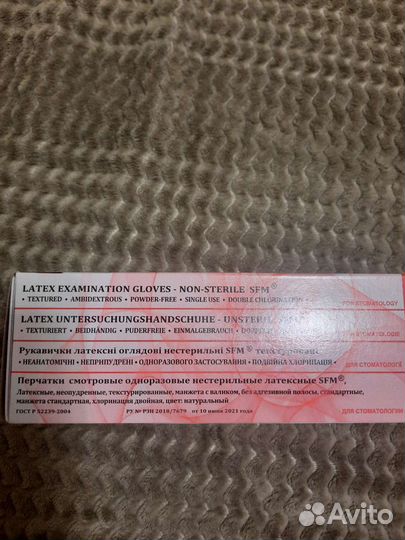 LATEX EXAMINATION GLOVES - NON-STERILE SFM®
• TEXTURED • AMBIDEXTROUS • POWDER-FREE • SINGLE USE • DOUBLE CHLORINATION •
FOR STOMATOLOGY
LATEX UNTERSUCHUNGSHANDSCHUHE - UNSTERIL
• TEXTURIERT • BEIDHÄNDIG • PUDERFREIE • EINMALGEBRAUCH •
Рукавички латексні оглядові нестерильні SFM® текстуровані
• НЕАНАТОМІЧНІ • НЕПРИПУДРЕНІ • ОДНОРАЗОВОГО ЗАСТОСУВАННЯ • ПОДВІЙНА ХЛОРИНАЦІЯ •
ДЛЯ СТОМАТОЛОГІЇ
Перчатки смотровые одноразовые нестерильные латексные SFM®,
Латексные, неопудренные, текстурированные, манжета с валиком, без адгезивной полосы, стандартные,
манжета стандартная, хлоринация двойная, цвет: натуральный
ГОСТ Р 52239-2004 РУ № РЗН 2018/7679 от 10 июня 2021 года
ДЛЯ СТОМАТОЛОГИИ
Avito